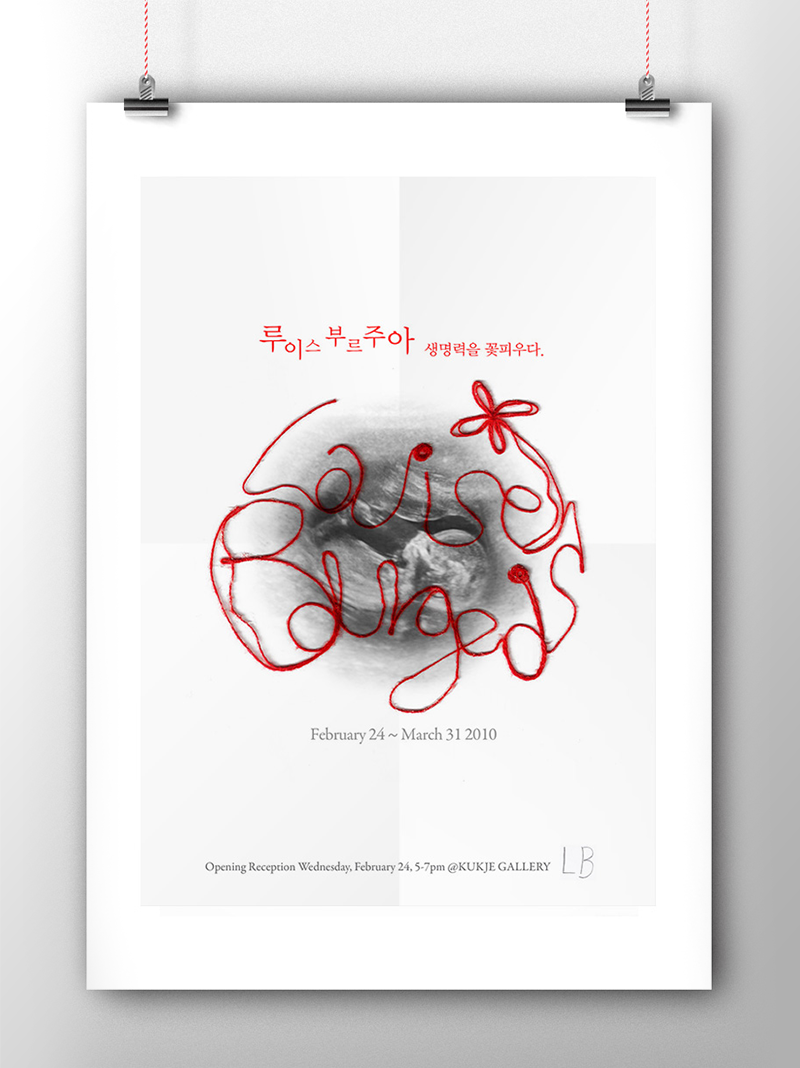 루이스 부르주아 생명력을 꽃피우다.
Louise
Bourgeois
February 24 ~ March 31 2010
Opening Reception Wednesday, February 24, 5-7pm @KUKJE GALLERY LB